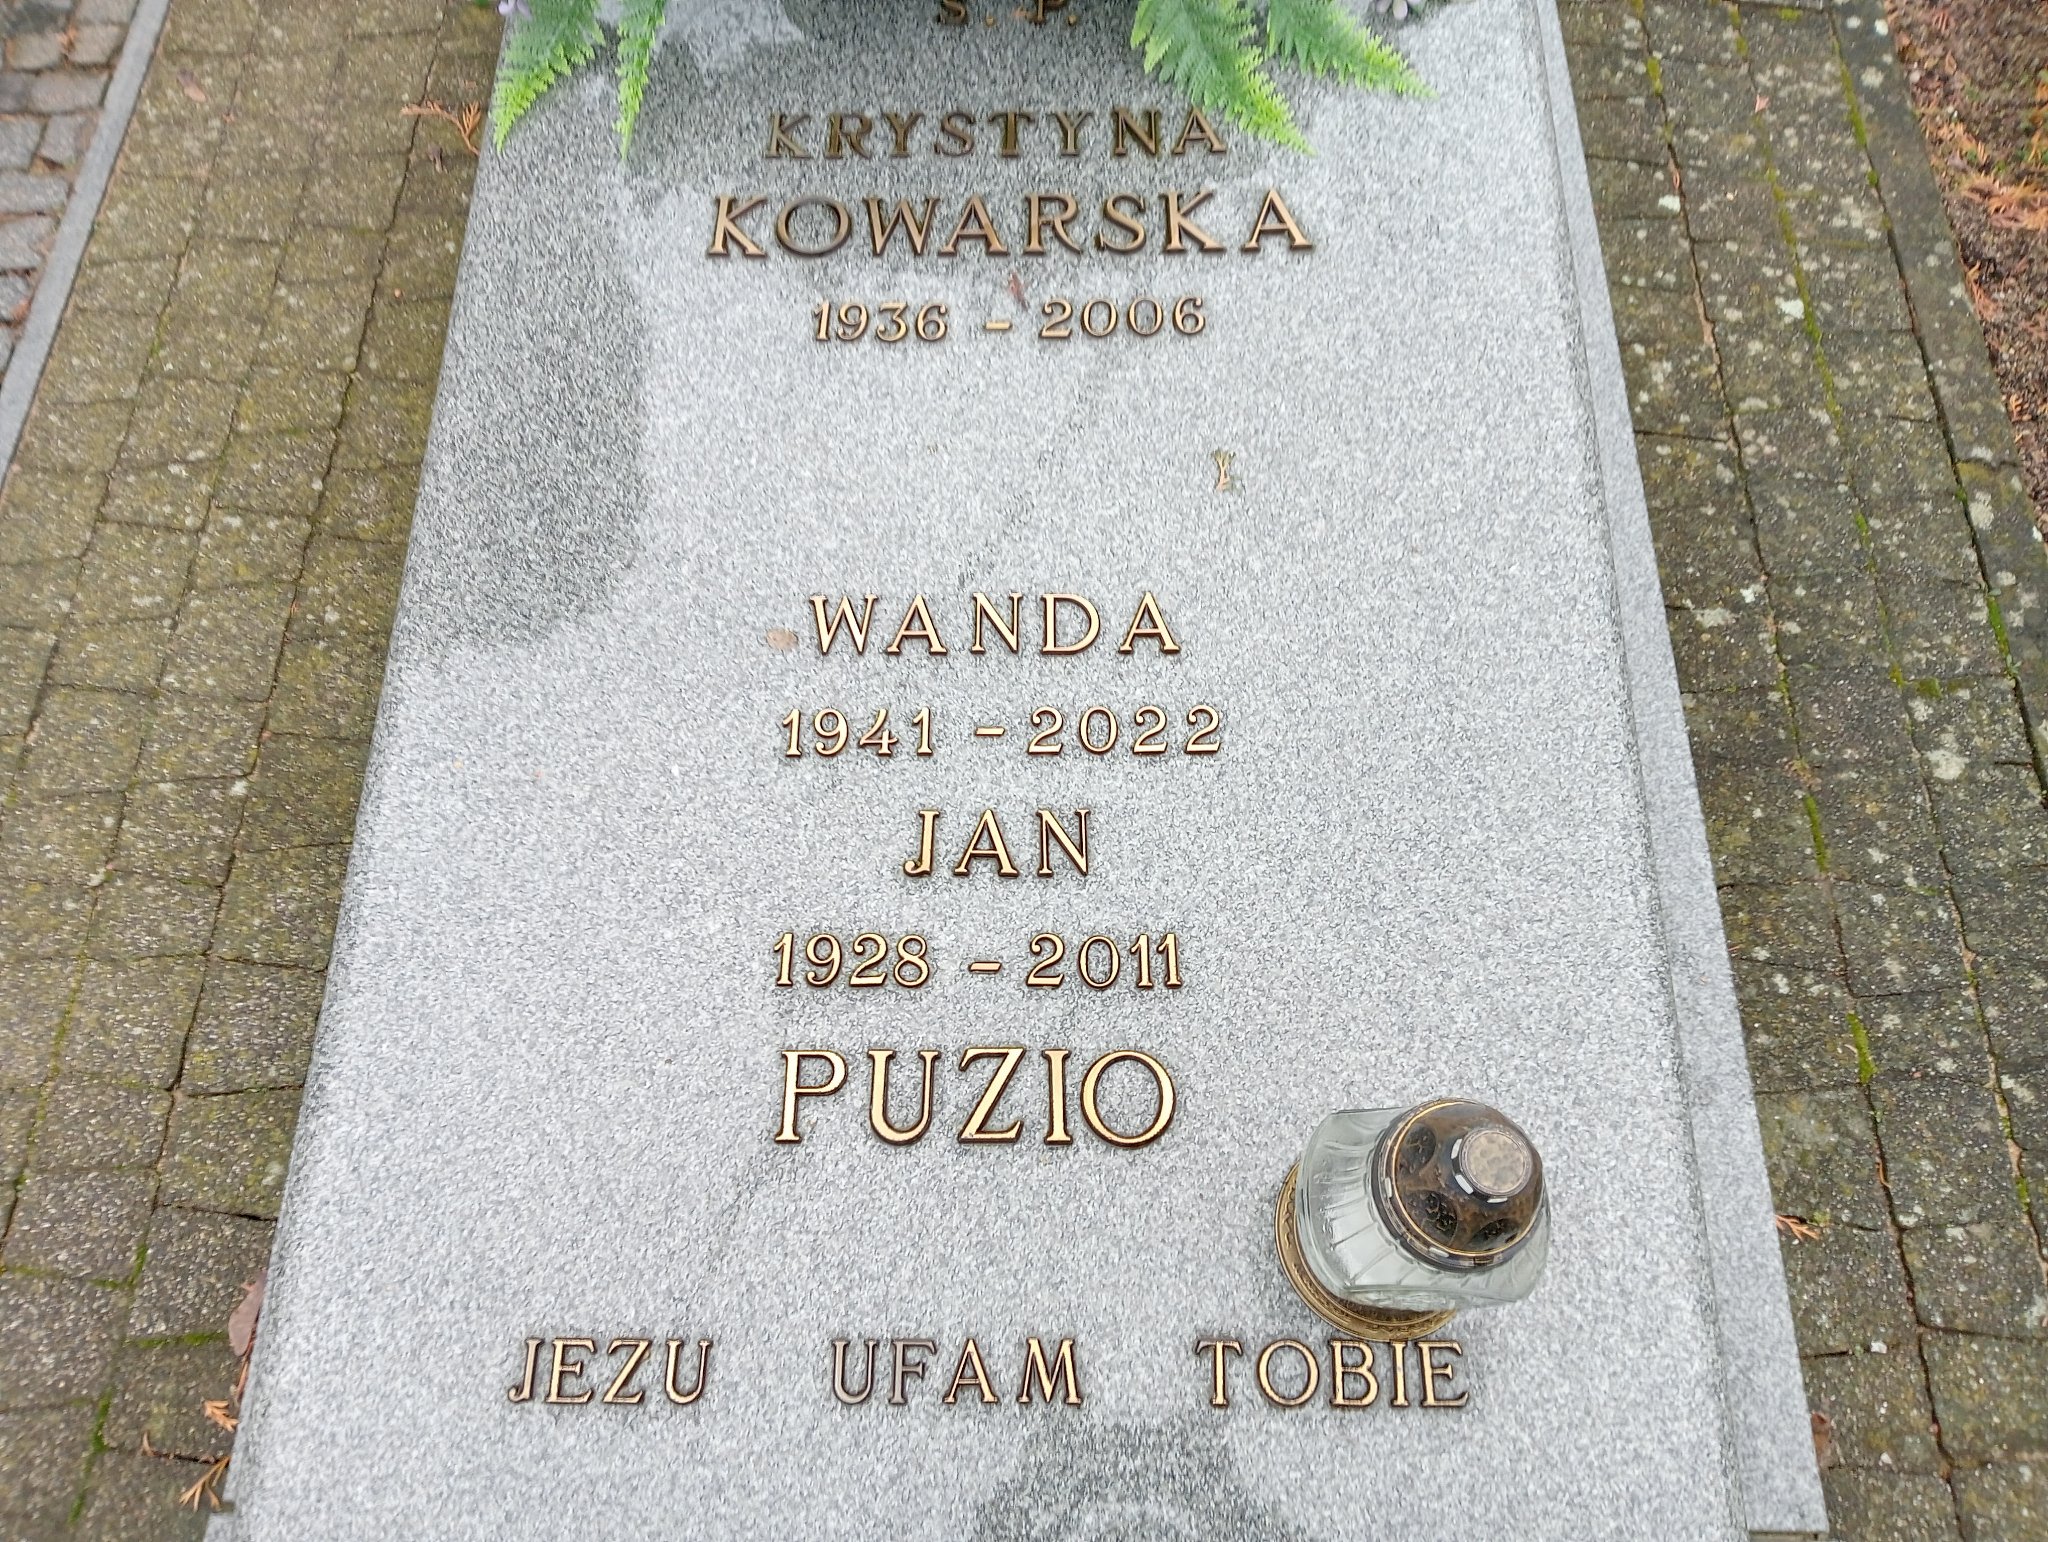 Ś. P.
KRYSTYNA
KOWARSKA
1936 - 2006
WANDA
1941 - 2022
JAN
1928 - 2011
PUZIO
JEZU UFAM TOBIE